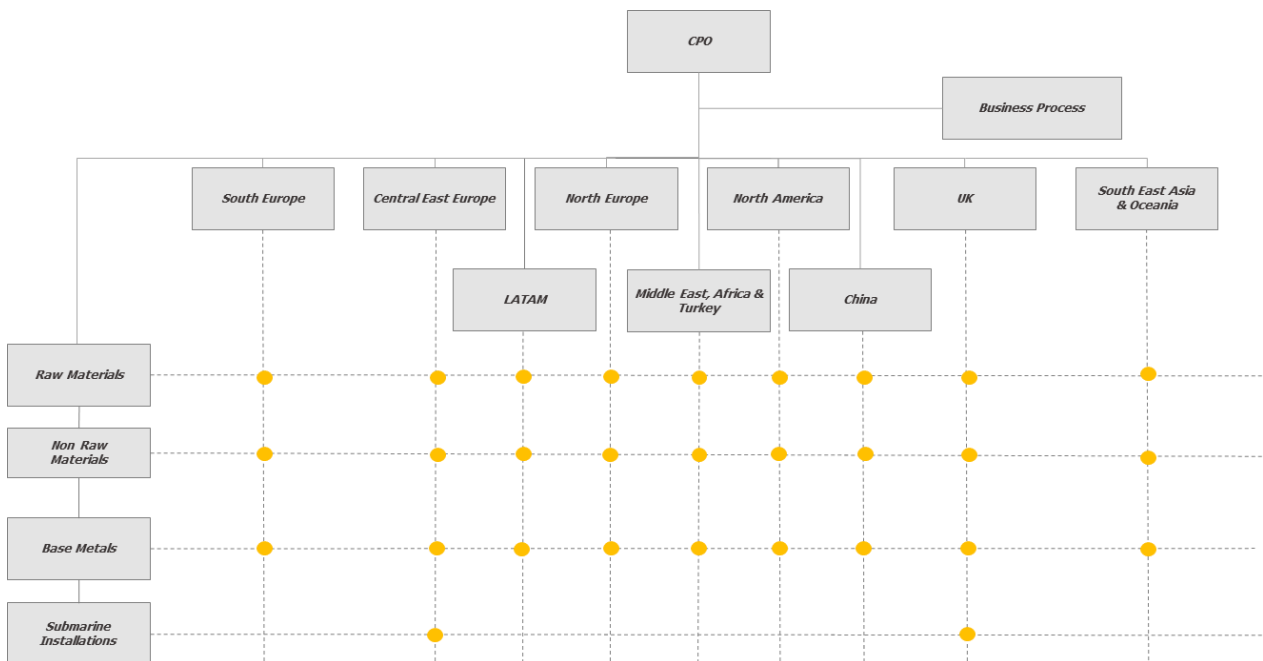 CPO
Business Process
South Europe
Central East Europe
North Europe
North America
UK
South East Asia
& Oceania
LATAM
Middle East, Africa &
Turkey
China
Raw Materials
Non Raw
Materials
Base Metals
Submarine
Installations